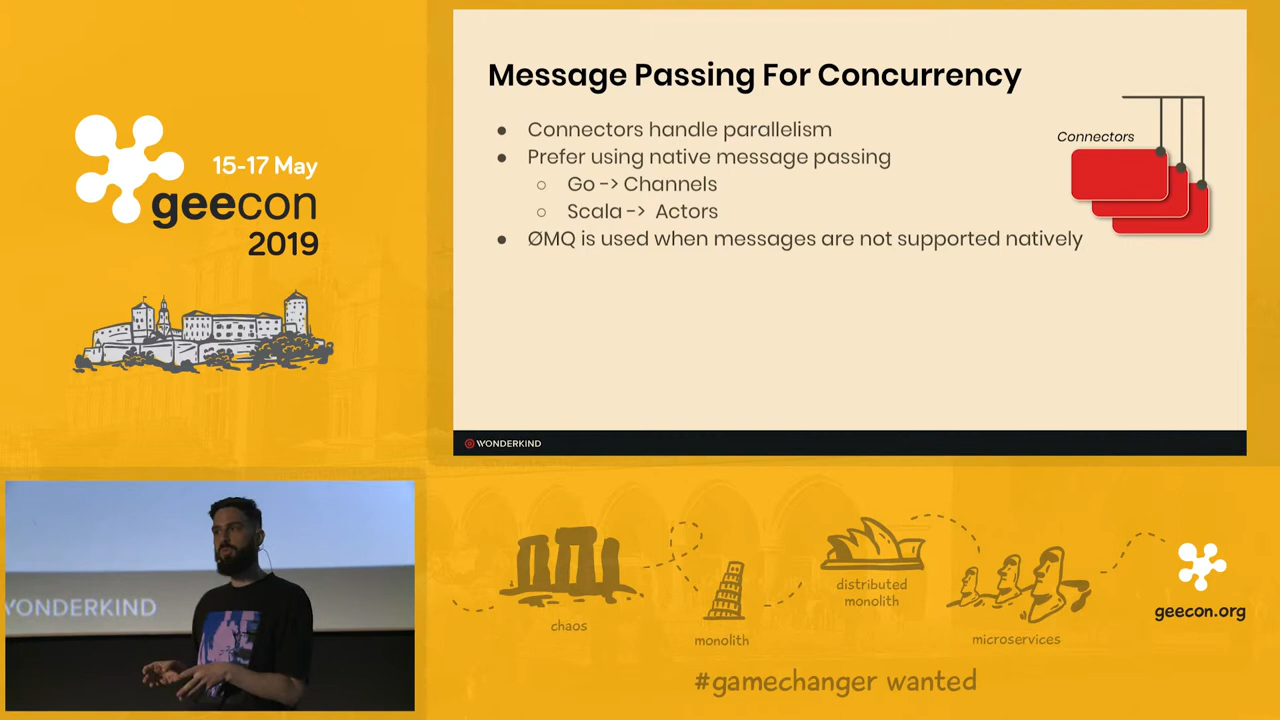 15-17 May
geecon
2019
Message Passing For Concurrency
● Connectors handle parallelism
● Prefer using native message passing
○ Go -> Channels
○ Scala -> Actors
● ØMQ is used when messages are not supported natively
Connectors
WONDERKIND
WONDERKIND
chaos
monolith
distributed
monolith
microservices
geecon.org
#gamechanger wanted